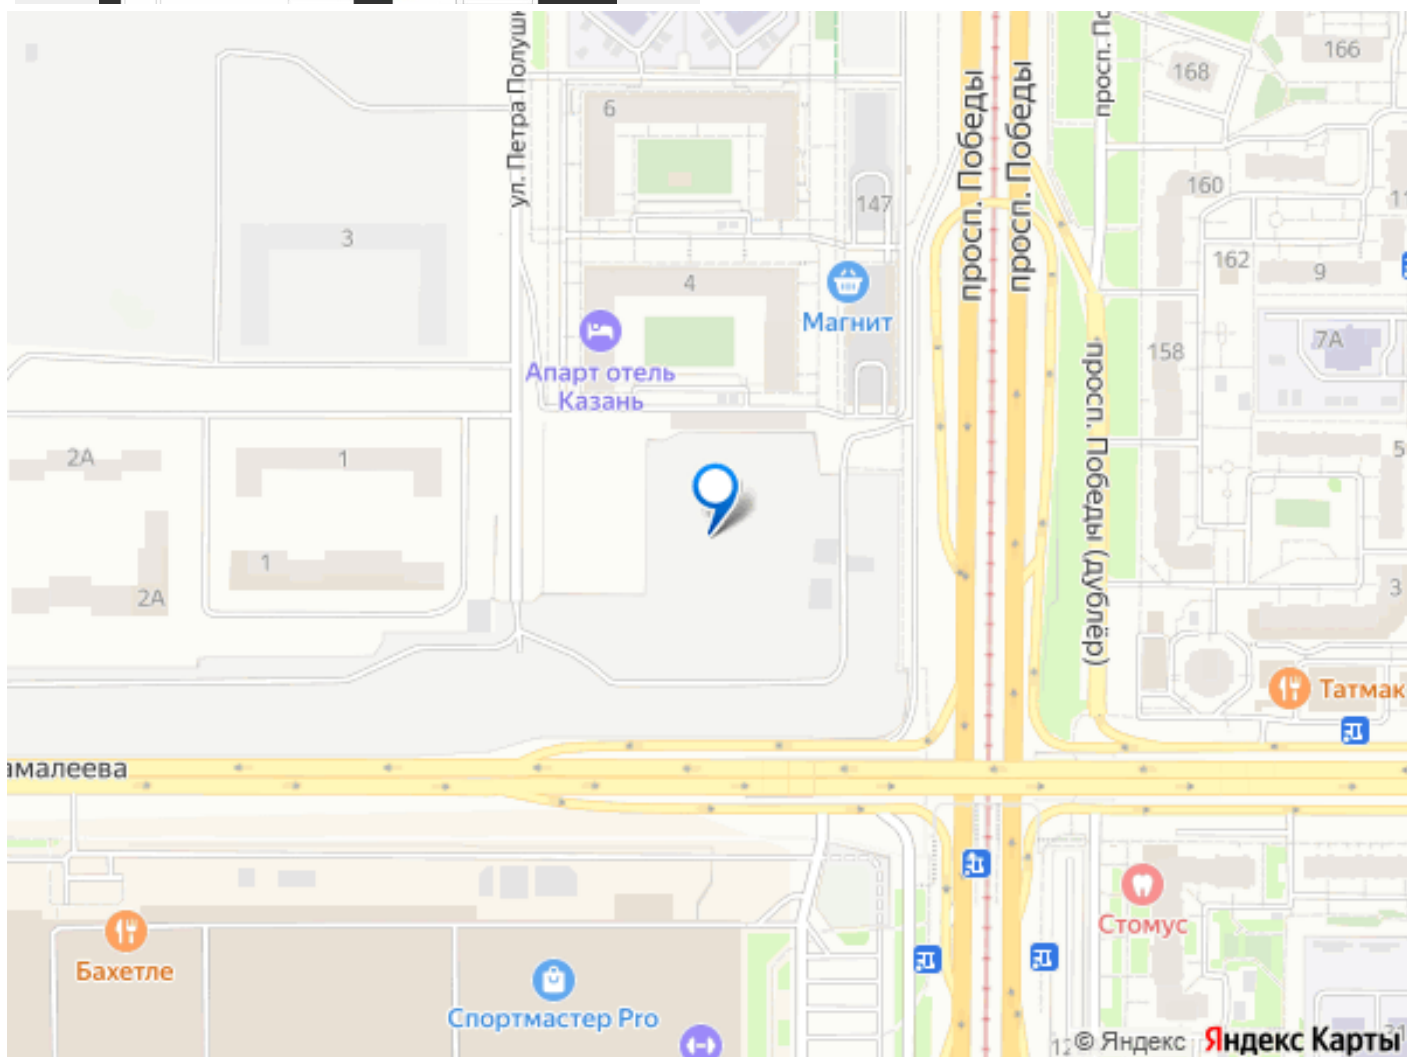 ул. Петра Полушк
просп. Победы
просп. Победы
просп. По
166
168
6
160
147
3
162
9
4
Магнит
7А
158
Апарт отель
Казань
просп. Победы (дублёр)
5
2А
1
1
2А
3
Татмак
амалеева
Стомус
Бахетле
Спортмастер Pro
© Яндекс
Яндекс Карты